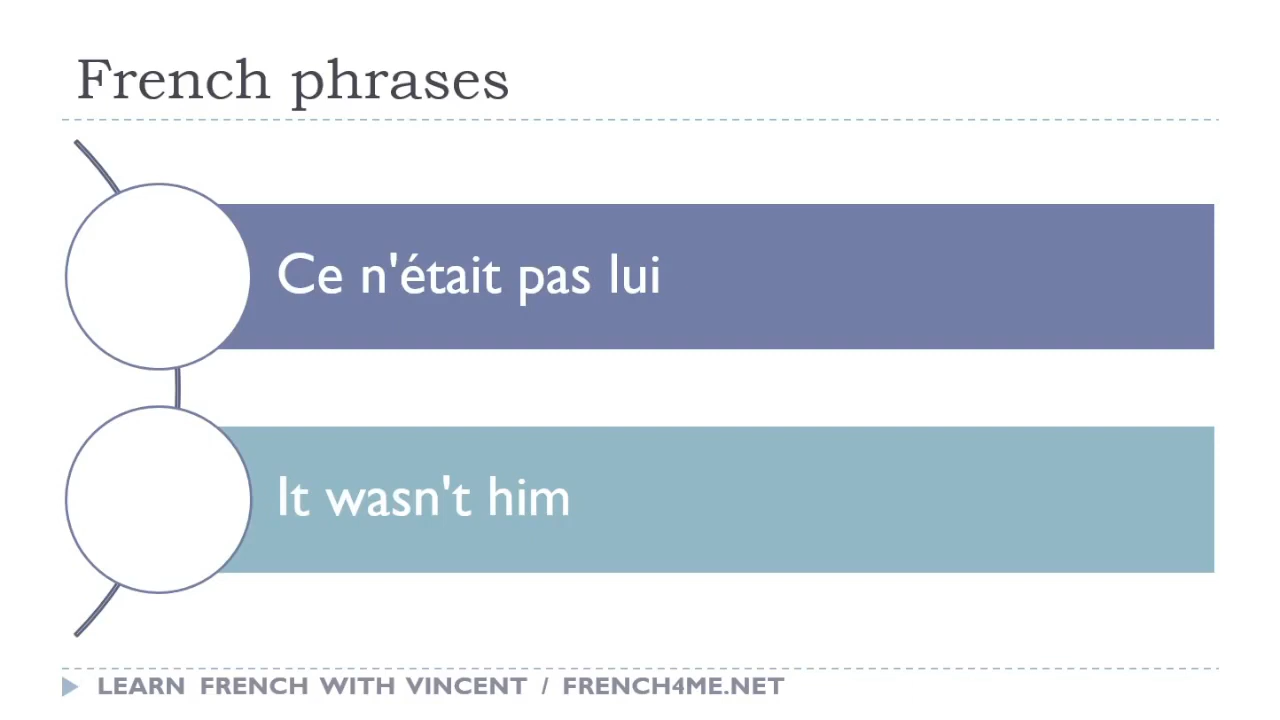 French phrases
Ce n'était pas lui
It wasn't him
LEARN FRENCH WITH VINCENT / FRENCH4ME.NET